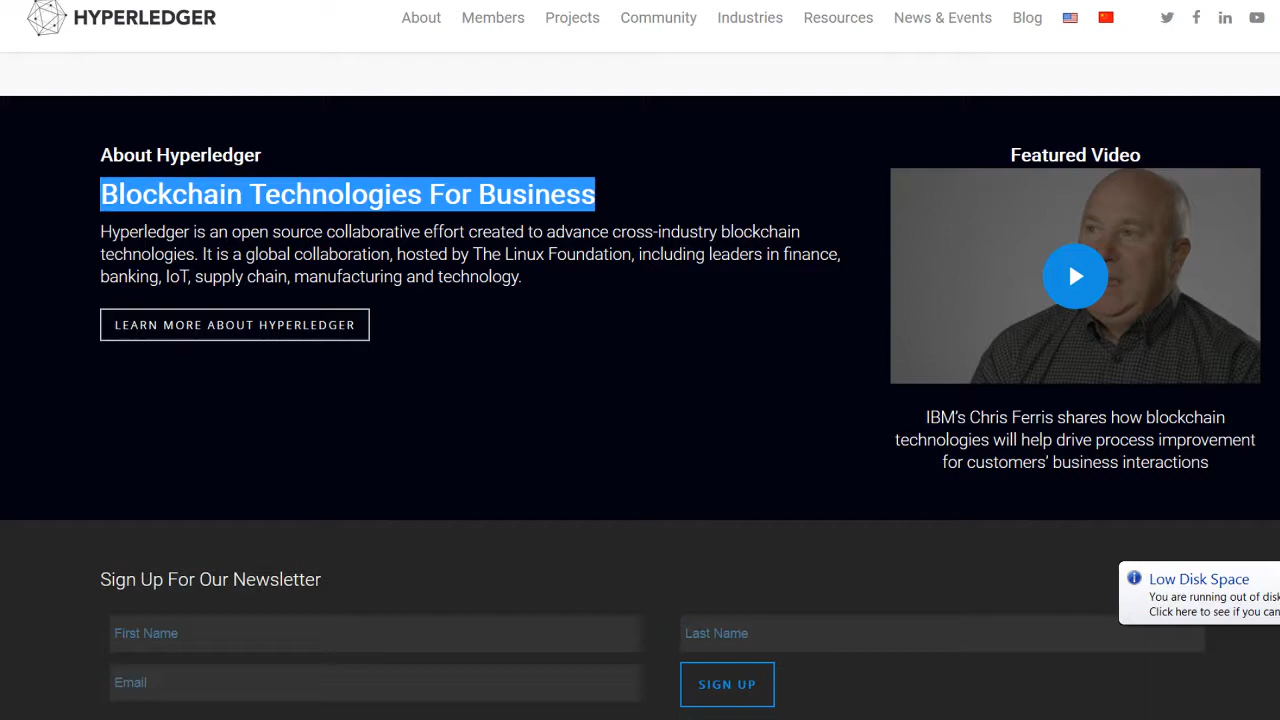 HYPERLEDGER
About Members Projects Community Industries Resources News & Events Blog
About Hyperledger
Blockchain Technologies For Business
Hyperledger is an open source collaborative effort created to advance cross-industry blockchain
technologies. It is a global collaboration, hosted by The Linux Foundation, including leaders in finance,
banking, IoT, supply chain, manufacturing and technology.
LEARN MORE ABOUT HYPERLEDGER
Featured Video
IBM’s Chris Ferris shares how blockchain
technologies will help drive process improvement
for customers’ business interactions
Sign Up For Our Newsletter
First Name
Last Name
Email
SIGN UP
Low Disk Space
You are running out of disk
Click here to see if you can